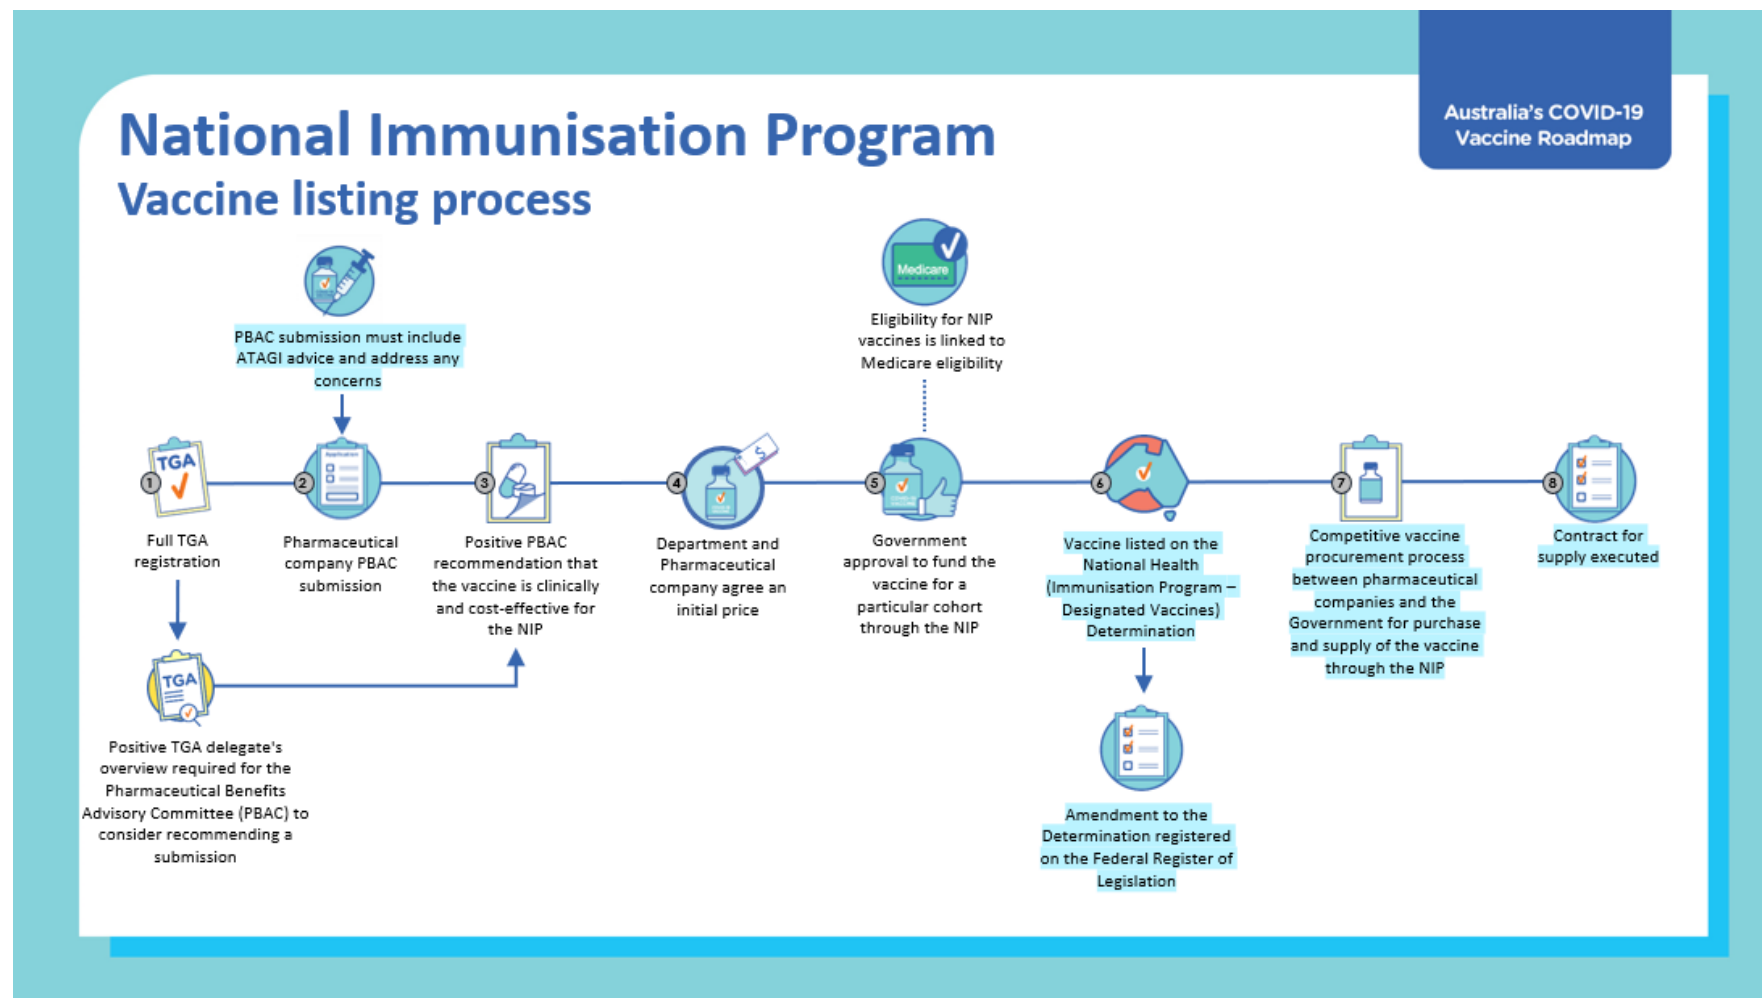 Australia's COVID-19
Vaccine Roadmap
National Immunisation Program
Vaccine listing process
PBAC submission must include
ATAGI advice and address any
concerns
Medicare
Eligibility for NIP
vaccines is linked to
Medicare eligibility
TGA
1
Full TGA
registration
Application
2
Pharmaceutical
company PBAC
submission
3
Positive PBAC
recommendation that
the vaccine is clinically
and cost-effective for
the NIP
$
4
Department and
Pharmaceutical
company agree an
initial price
5
COVID-19
VACCINE
Government
approval to fund the
vaccine for a
particular cohort
through the NIP
6
Vaccine listed on the
National Health
(Immunisation Program –
Designated Vaccines)
Determination
7
Competitive vaccine
procurement process
between pharmaceutical
companies and the
Government for purchase
and supply of the vaccine
through the NIP
8
Contract for
supply executed
TGA
Positive TGA delegate's
overview required for the
Pharmaceutical Benefits
Advisory Committee (PBAC) to
consider recommending a
submission
Amendment to the
Determination registered
on the Federal Register of
Legislation